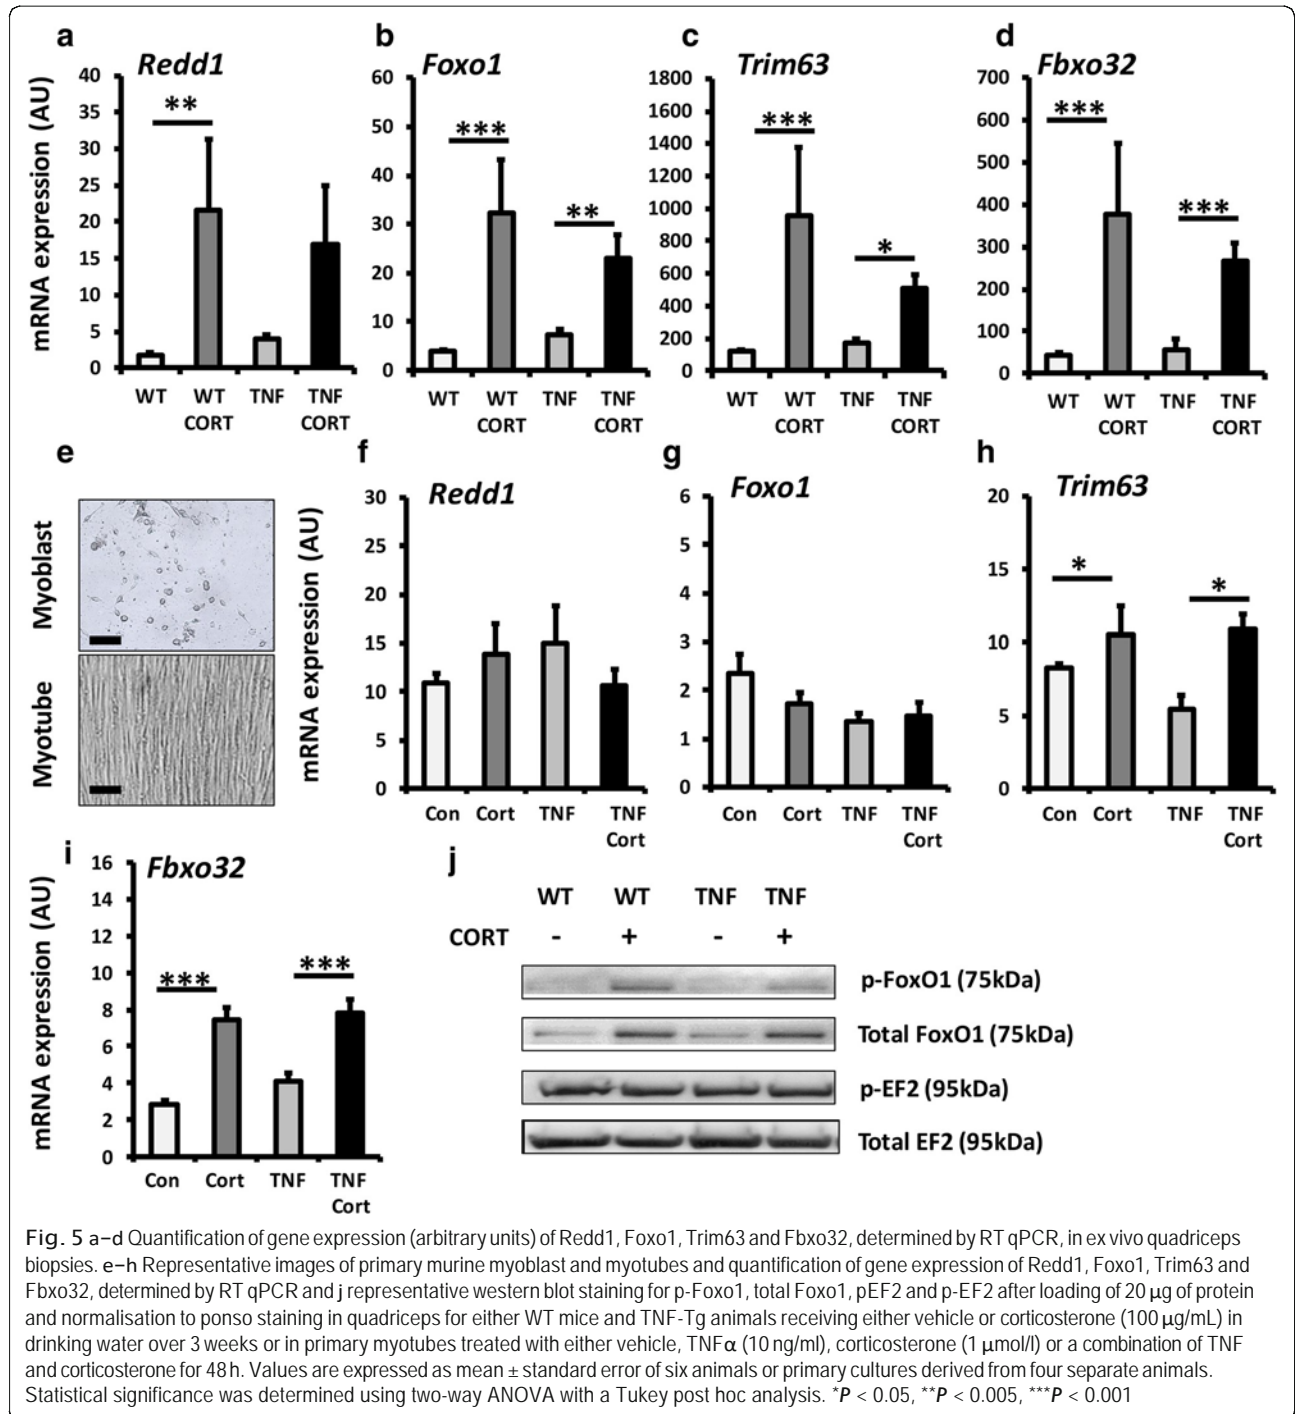 a
Redd1
mRNA expression (AU)
40
35
30
25
20
15
10
5
0
**
WT
WT
CORT
TNF
TNF
CORT
b
Foxo1
60
50
40
30
20
10
0
***
**
WT
WT
CORT
TNF
TNF
CORT
c
Trim63
1800
1600
1400
1200
1000
800
600
400
200
0
***
*
WT
WT
CORT
TNF
TNF
CORT
d
Fbxo32
700
600
500
400
300
200
100
0
***
***
WT
WT
CORT
TNF
TNF
CORT
e
Myoblast
Myotube
f
Redd1
mRNA expression (AU)
30
25
20
15
10
5
0
Con
Cort
TNF
TNF
Cort
g
Foxo1
6
5
4
3
2
1
0
Con
Cort
TNF
TNF
Cort
h
Trim63
20
15
10
5
0
*
*
Con
Cort
TNF
TNF
Cort
i
Fbxo32
mRNA expression (AU)
16
14
12
10
8
6
4
2
0
***
***
Con
Cort
TNF
TNF
Cort
j
WT WT TNF TNF
CORT - + - +
p-FoxO1 (75kDa)
Total FoxO1 (75kDa)
p-EF2 (95kDa)
Total EF2 (95kDa)
Fig. 5 a–d Quantification of gene expression (arbitrary units) of Redd1, Foxo1, Trim63 and Fbxo32, determined by RT qPCR, in ex vivo quadriceps
biopsies. e–h Representative images of primary murine myoblast and myotubes and quantification of gene expression of Redd1, Foxo1, Trim63 and
Fbxo32, determined by RT qPCR and j representative western blot staining for p-Foxo1, total Foxo1, pEF2 and p-EF2 after loading of 20 μg of protein
and normalisation to ponso staining in quadriceps for either WT mice and TNF-Tg animals receiving either vehicle or corticosterone (100 μg/mL) in
drinking water over 3 weeks or in primary myotubes treated with either vehicle, TNFα (10 ng/ml), corticosterone (1 μmol/l) or a combination of TNF
and corticosterone for 48 h. Values are expressed as mean ± standard error of six animals or primary cultures derived from four separate animals.
Statistical significance was determined using two-way ANOVA with a Tukey post hoc analysis. *P < 0.05, **P < 0.005, ***P < 0.001